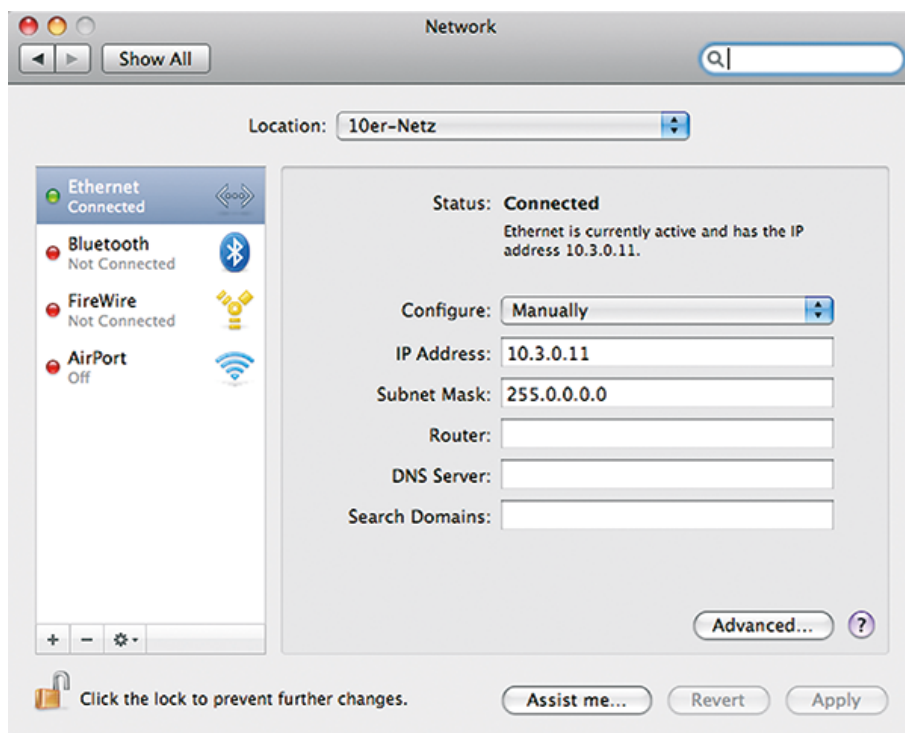 Network
Show All
Location: 10er-Netz
Ethernet
Connected
Bluetooth
Not Connected
FireWire
Not Connected
AirPort
Off
Status: Connected
Ethernet is currently active and has the IP
address 10.3.0.11.
Configure: Manually
IP Address: 10.3.0.11
Subnet Mask: 255.0.0.0.0
Router:
DNS Server:
Search Domains:
Advanced...
?
Click the lock to prevent further changes.
Assist me...
Revert
Apply